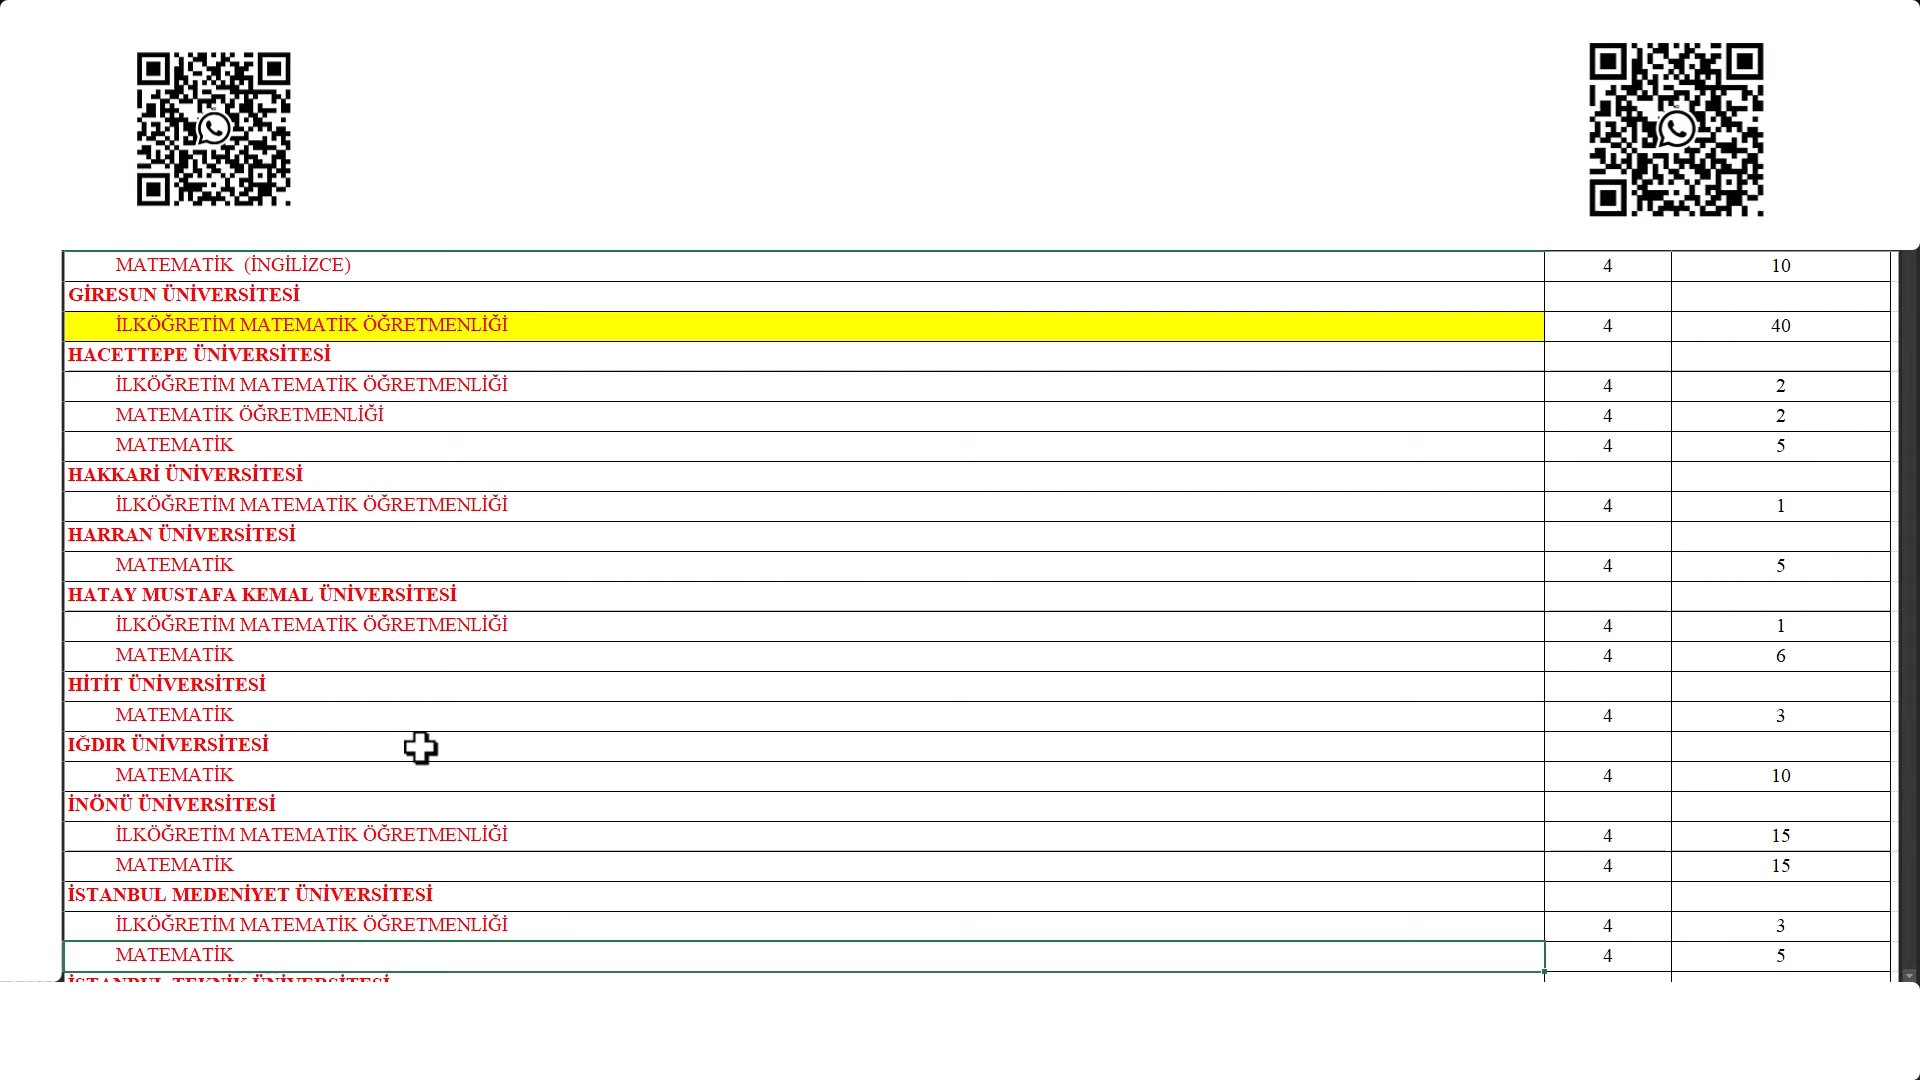 MATEMATİK (İNGİLİZCE) 4 10
GİRESUN ÜNİVERSİTESİ
İLKÖĞRETİM MATEMATİK ÖĞRETMENLİĞİ 4 40
HACETTEPE ÜNİVERSİTESİ
İLKÖĞRETİM MATEMATİK ÖĞRETMENLİĞİ 4 2
MATEMATİK ÖĞRETMENLİĞİ 4 2
MATEMATİK 4 5
HAKKARİ ÜNİVERSİTESİ
İLKÖĞRETİM MATEMATİK ÖĞRETMENLİĞİ 4 1
HARRAN ÜNİVERSİTESİ
MATEMATİK 4 5
HATAY MUSTAFA KEMAL ÜNİVERSİTESİ
İLKÖĞRETİM MATEMATİK ÖĞRETMENLİĞİ 4 1
MATEMATİK 4 6
HİTİT ÜNİVERSİTESİ
MATEMATİK 4 3
IĞDIR ÜNİVERSİTESİ
MATEMATİK 4 10
İNÖNÜ ÜNİVERSİTESİ
İLKÖĞRETİM MATEMATİK ÖĞRETMENLİĞİ 4 15
MATEMATİK 4 15
İSTANBUL MEDENİYET ÜNİVERSİTESİ
İLKÖĞRETİM MATEMATİK ÖĞRETMENLİĞİ 4 3
MATEMATİK 4 5
İSTANBUL TEKNİK ÜNİVERSİTESİ